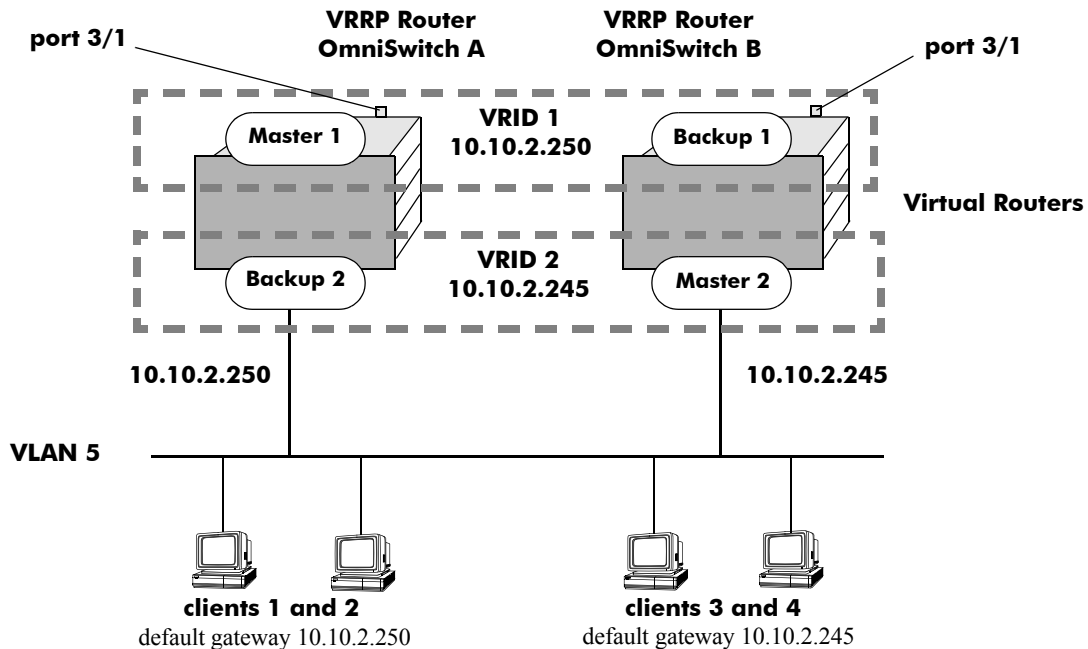 VRRP Router
OmniSwitch A
VRRP Router
OmniSwitch B
port 3/1
port 3/1
Master 1
VRID 1
10.10.2.250
Backup 1
Virtual Routers
Backup 2
VRID 2
10.10.2.245
Master 2
10.10.2.250
10.10.2.245
VLAN 5
clients 1 and 2
default gateway 10.10.2.250
clients 3 and 4
default gateway 10.10.2.245